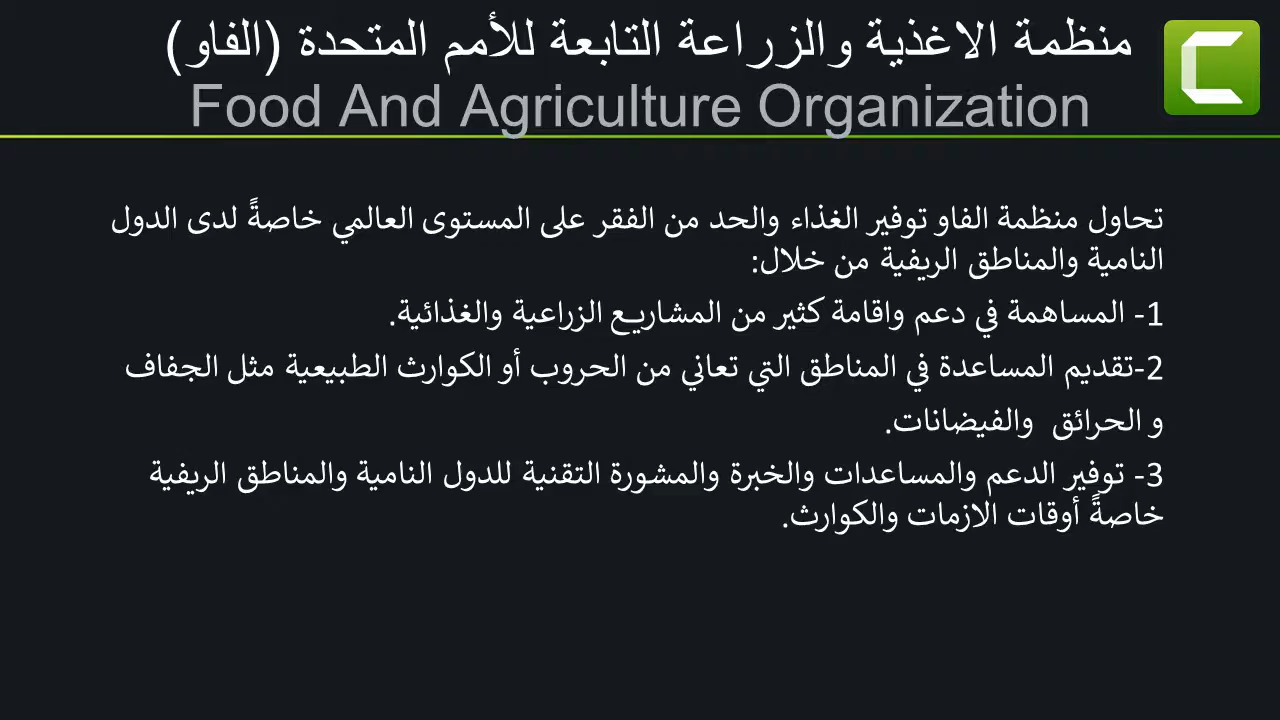 منظمة الاغذية والزراعة التابعة للأمم المتحدة (الفاو)
Food And Agriculture Organization
تحاول منظمة الفاو توفير الغذاء والحد من الفقر على المستوى العالمي خاصةً لدى الدول
النامية والمناطق الريفية من خلال:
1- المساهمة في دعم واقامة كثير من المشاريع الزراعية والغذائية.
2-تقديم المساعدة في المناطق التي تعاني من الحروب أو الكوارث الطبيعية مثل الجفاف
و الحرائق والفيضانات.
3- توفير الدعم والمساعدات والخبرة والمشورة التقنية للدول النامية والمناطق الريفية
خاصةً أوقات الازمات والكوارث.